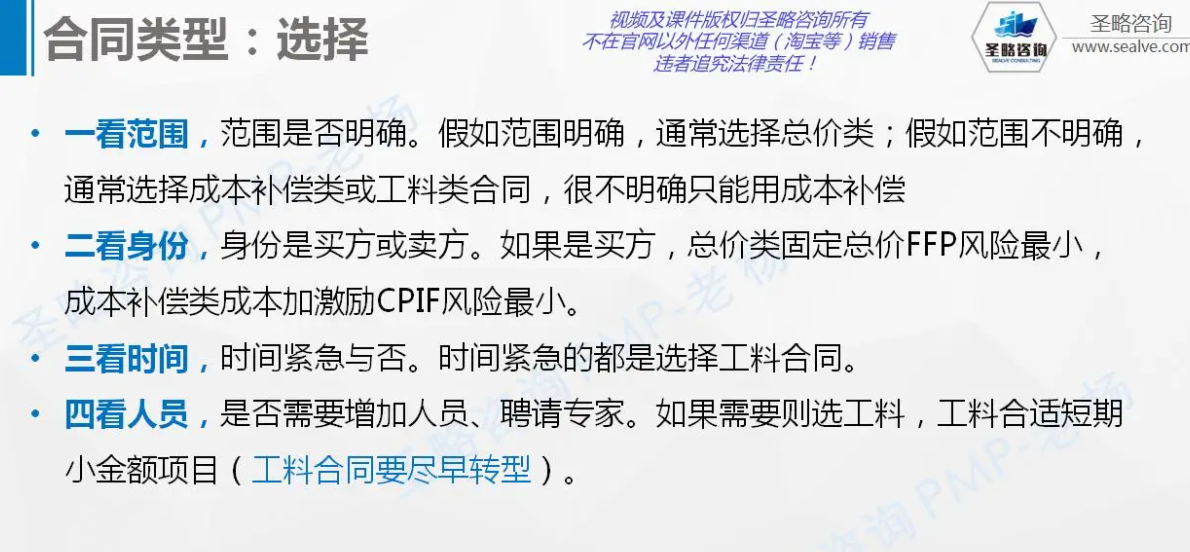 合同类型：选择
视频及课件版权归圣略咨询所有
不在官网以外任何渠道（淘宝等）销售
违者追究法律责任！
圣略咨询
SEALVE CONSULTING
圣略咨询
www.sealve.com
• 一看范围，范围是否明确。假如范围明确，通常选择总价类；假如范围不明确，
通常选择成本补偿类或工料类合同，很不明确只能用成本补偿
• 二看身份，身份是买方或卖方。如果是买方，总价类固定总价FFP风险最小，
成本补偿类成本加激励CPIF风险最小。
• 三看时间，时间紧急与否。时间紧急的都是选择工料合同。
• 四看人员，是否需要增加人员、聘请专家。如果需要则选工料，工料合适短期
小金额项目（工料合同要尽早转型）。
圣略咨询PMP-老杨
圣略咨询PMP-老杨
圣略咨询PMP-老杨